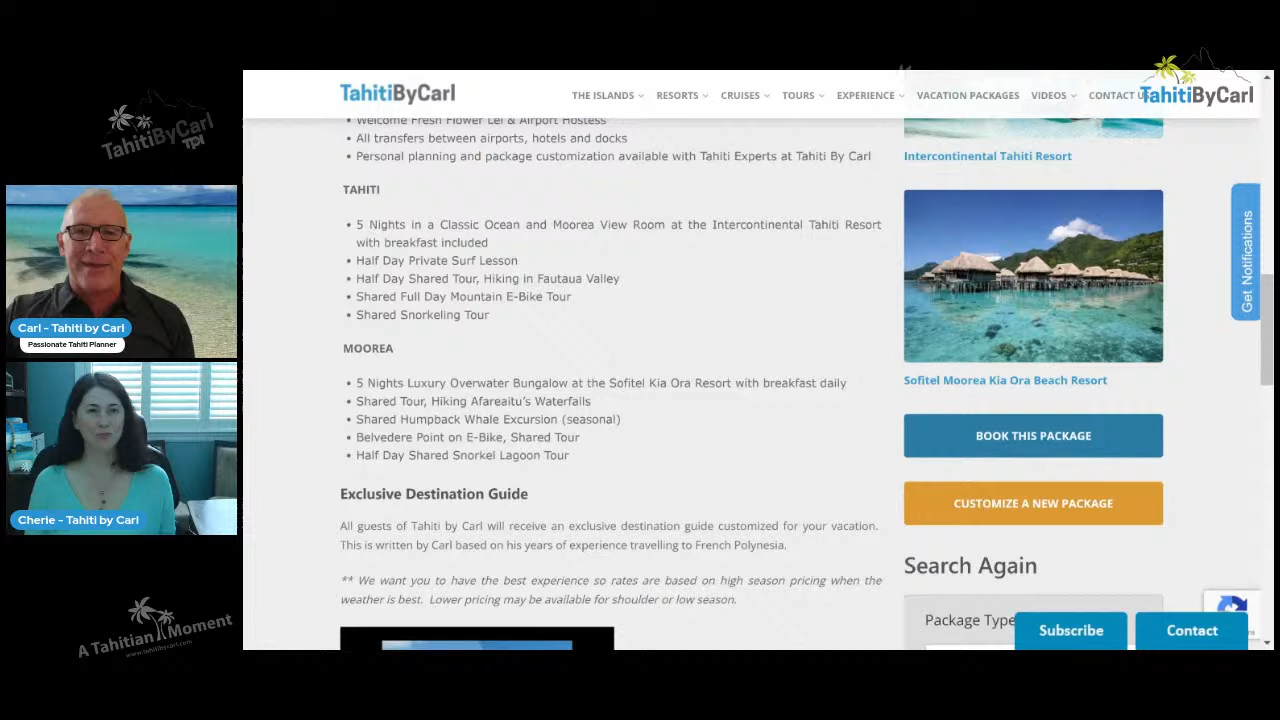 TahitiByCarl
TPI
Carl - Tahiti by Carl
Passionate Tahiti Planner
Cherie - Tahiti by Carl
A Tahitian Moment
www.tahitibycarl.com
TahitiByCarl
THE ISLANDS
RESORTS
CRUISES
TOURS
EXPERIENCE
VACATION PACKAGES
VIDEOS
CONTACT US
TahitiByCarl
• Welcome Fresh Flower Lei & Airport Hostess
• All transfers between airports, hotels and docks
• Personal planning and package customization available with Tahiti Experts at Tahiti By Carl
TAHITI
• 5 Nights in a Classic Ocean and Moorea View Room at the Intercontinental Tahiti Resort
with breakfast included
• Half Day Private Surf Lesson
• Half Day Shared Tour, Hiking in Fautaua Valley
• Shared Full Day Mountain E-Bike Tour
• Shared Snorkeling Tour
MOOREA
• 5 Nights Luxury Overwater Bungalow at the Sofitel Kia Ora Resort with breakfast daily
• Shared Tour, Hiking Afareaitu's Waterfalls
• Shared Humpback Whale Excursion (seasonal)
• Belvedere Point on E-Bike, Shared Tour
• Half Day Shared Snorkel Lagoon Tour
Exclusive Destination Guide
All guests of Tahiti by Carl will receive an exclusive destination guide customized for your vacation.
This is written by Carl based on his years of experience travelling to French Polynesia.
** We want you to have the best experience so rates are based on high season pricing when the
weather is best. Lower pricing may be available for shoulder or low season.
Intercontinental Tahiti Resort
Sofitel Moorea Kia Ora Beach Resort
BOOK THIS PACKAGE
CUSTOMIZE A NEW PACKAGE
Search Again
Package Type
Get Notifications
Subscribe
Contact